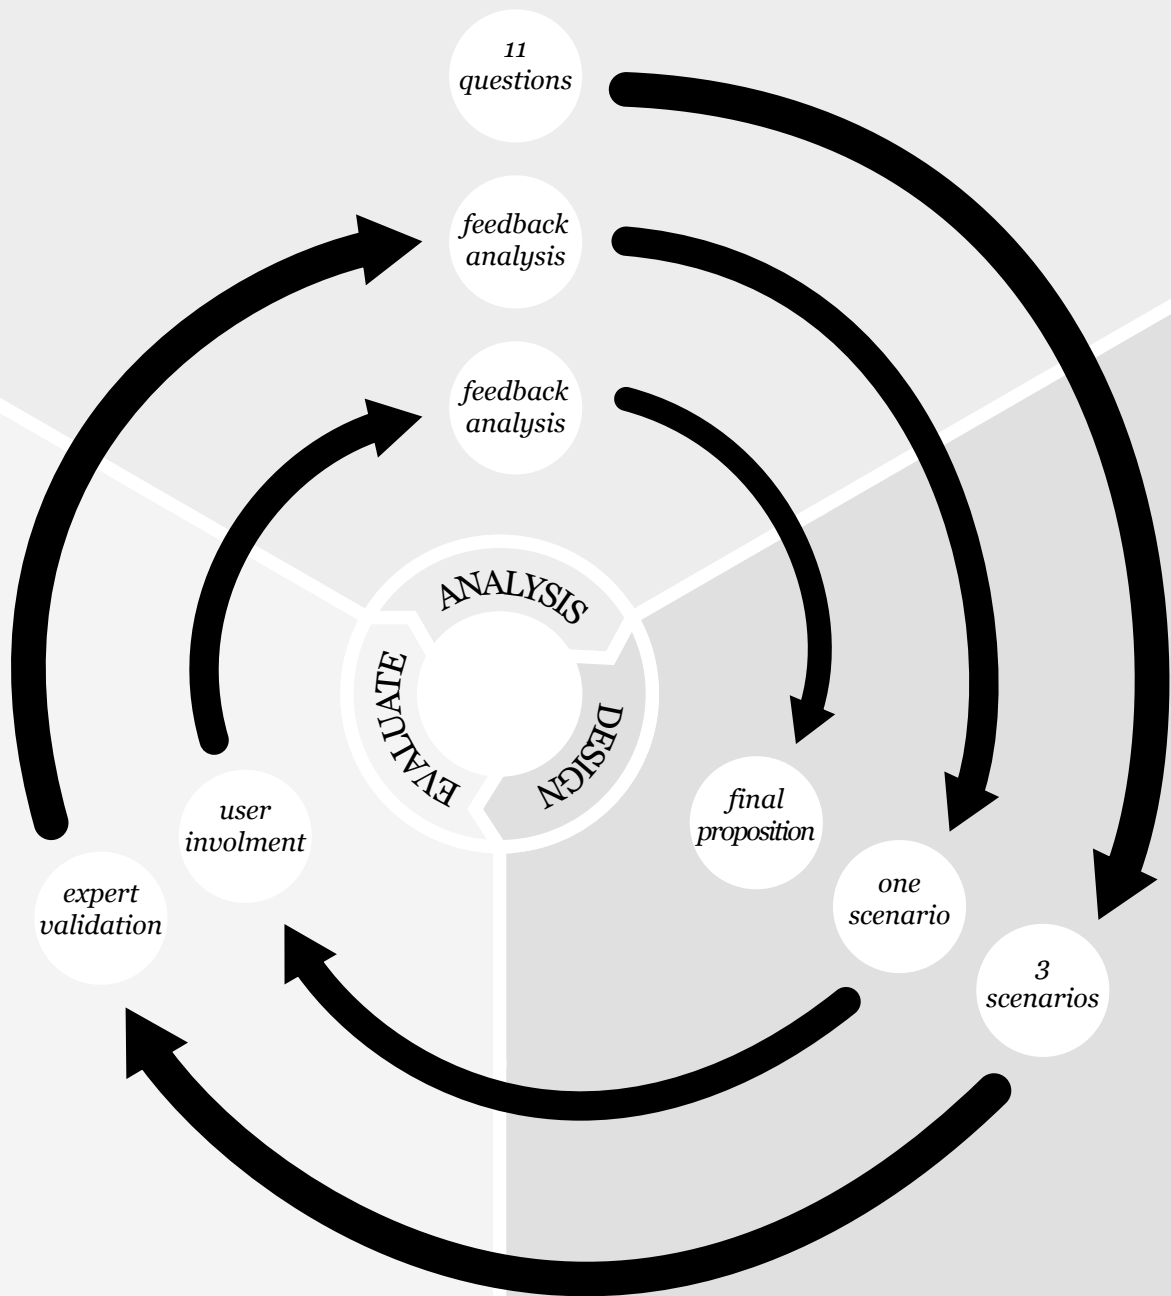 11
questions
feedback
analysis
feedback
analysis
ANALYSIS
DESIGN
EVALUATE
final
proposition
one
scenario
3
scenarios
user
involment
expert
validation